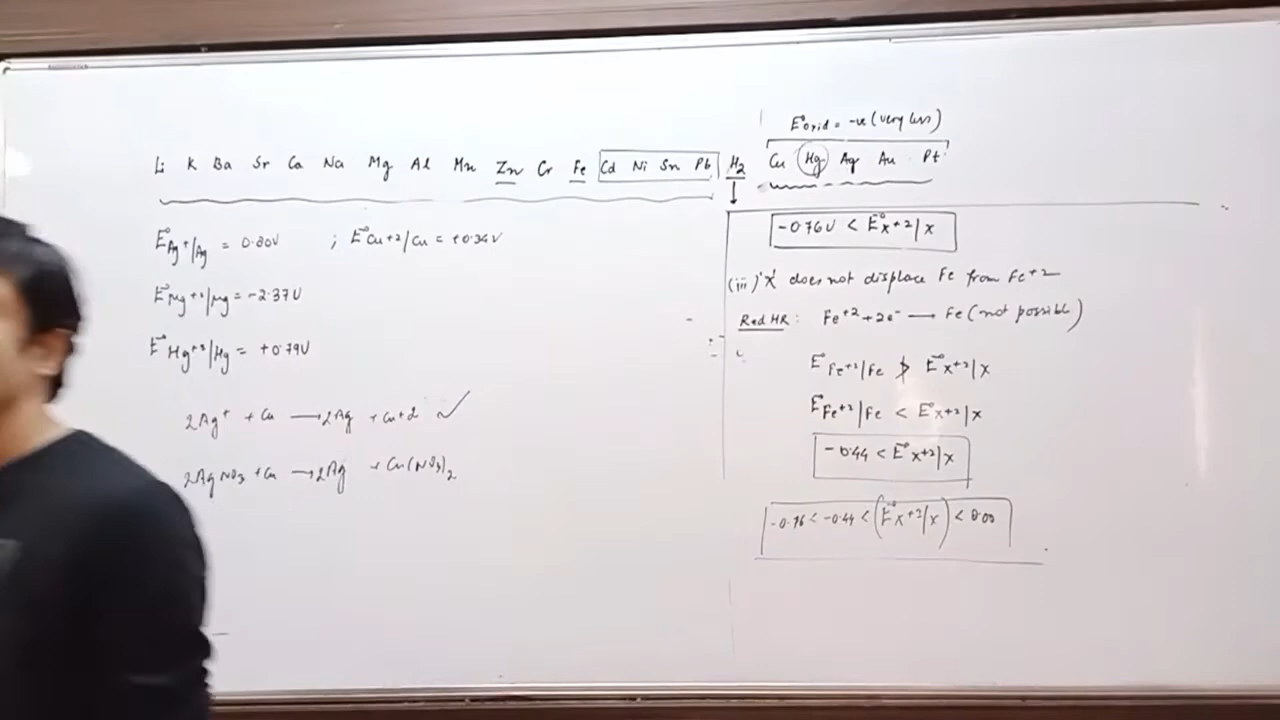 E°oxid = -ve (very less)
Li K Ba Sr Ca Na Mg Al Mn Zn Cr Fe Cd Ni Sn Pb H₂ Cu Hg Ag Au Pt
E°Ag⁺/Ag = 0.80V ; E°Cu+2/Cu = +0.34V
E°Mg⁺²/Mg = -2.37V
E°Hg⁺²/Hg = +0.79V
2Ag⁺ + Cu → 2Ag + Cu+2 ✓
2AgNO₃ + Cu → 2Ag + Cu(NO₃)₂
-0.76V < E°x+2/x
(iii) 'X' does not displace Fe from Fe+2
Red HR : Fe⁺² + 2e⁻ → Fe (not possible)
E°Fe⁺²/Fe ≯ E°x+2/x
E°Fe+2/Fe < E°x+2/x
-0.44 < E°x+2/x
-0.76 < -0.44 < (E°x+2/x) < 0.00